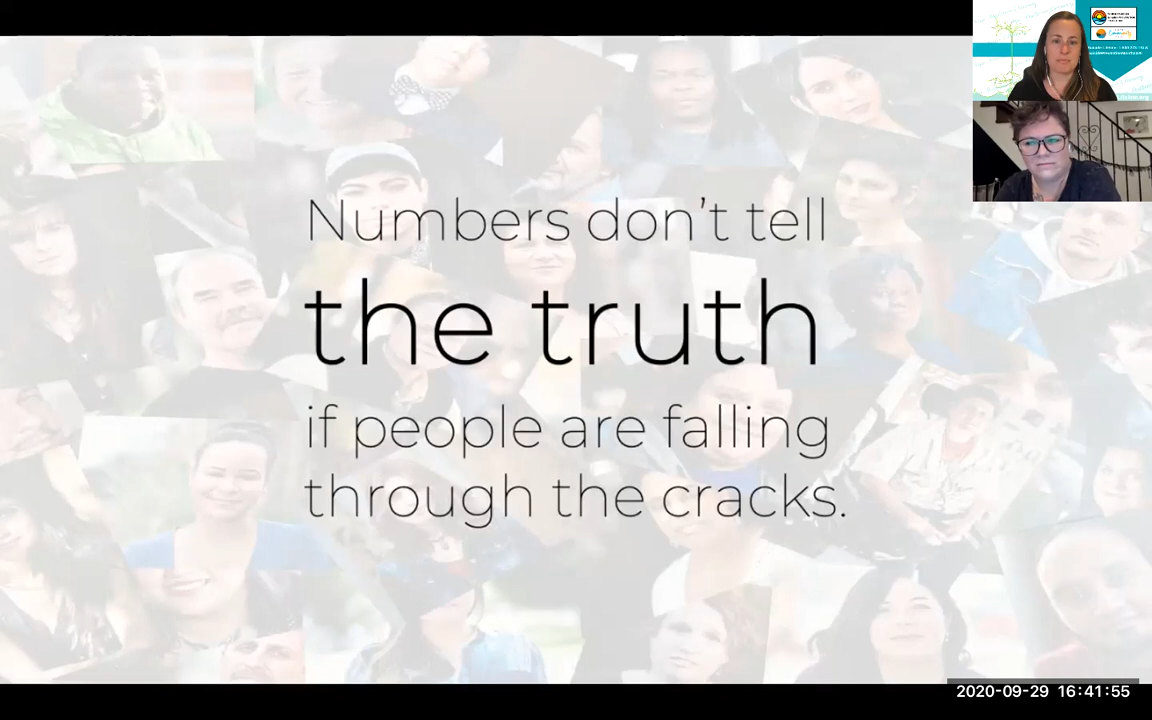 Numbers don't tell
the truth
if people are falling
through the cracks.
2020-09-29 16:41:55